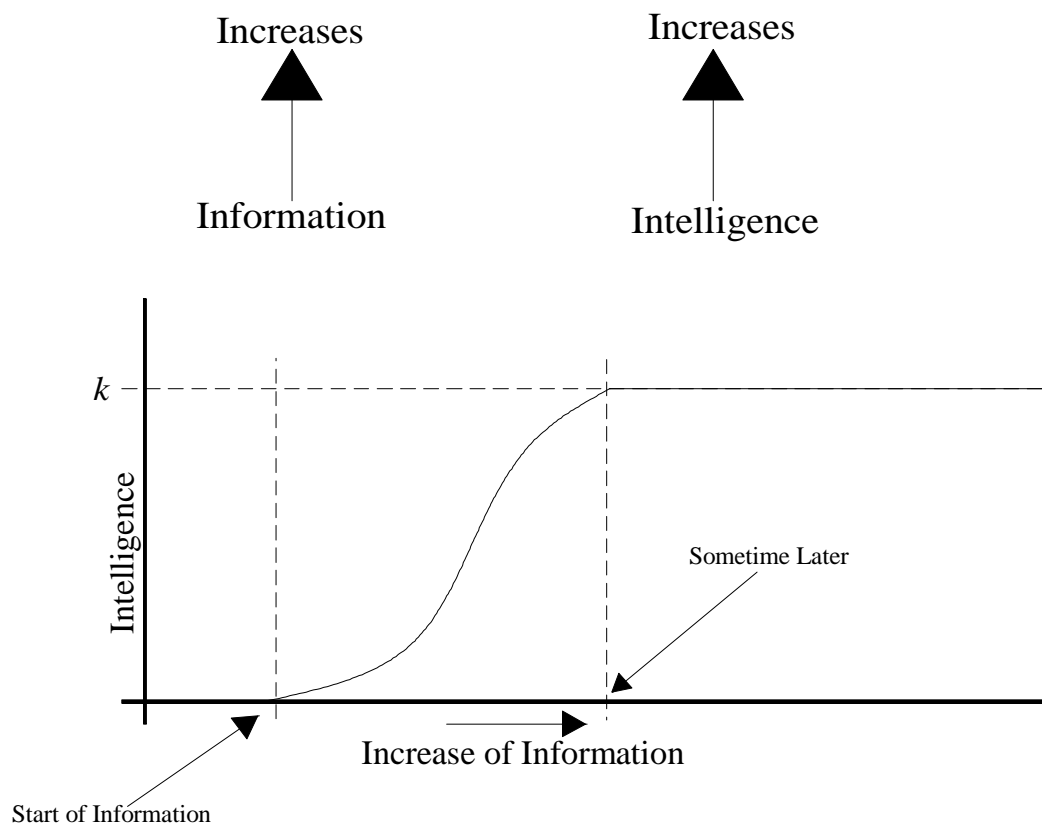 Increases
Increases
Information
Intelligence
k
Intelligence
Sometime Later
Increase of Information
Start of Information